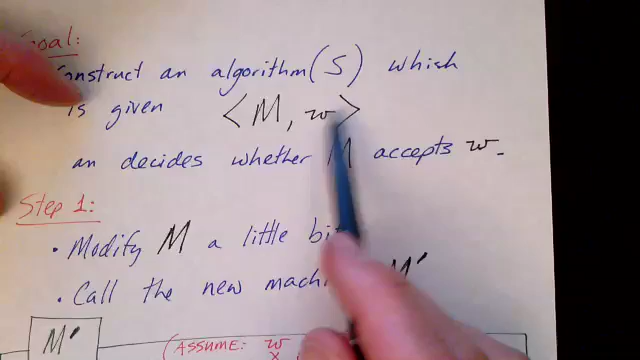 Goal:
Construct an algorithm (S) which
is given <M, w>
an decides whether M accepts w.
Step 1:
• Modify M a little bit
• Call the new machine M'
M'
(ASSUME: w